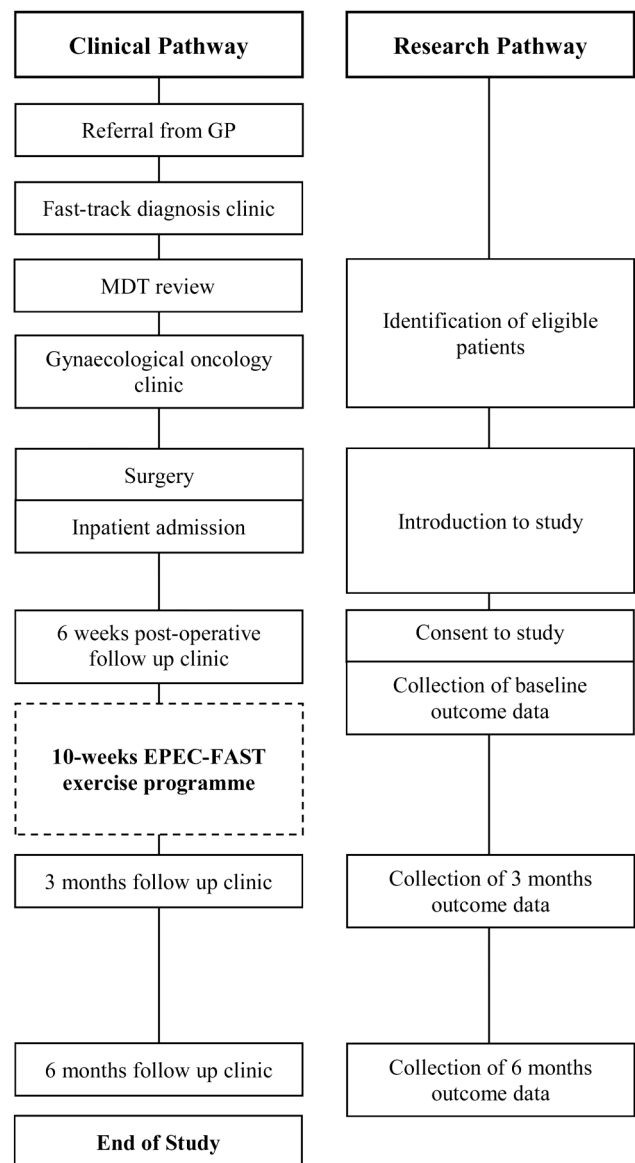 Clinical Pathway
Referral from GP
Fast-track diagnosis clinic
MDT review
Gynaecological oncology
clinic
Surgery
Inpatient admission
6 weeks post-operative
follow up clinic
10-weeks EPEC-FAST
exercise programme
3 months follow up clinic
6 months follow up clinic
End of Study
Research Pathway
Identification of eligible
patients
Introduction to study
Consent to study
Collection of baseline
outcome data
Collection of 3 months
outcome data
Collection of 6 months
outcome data